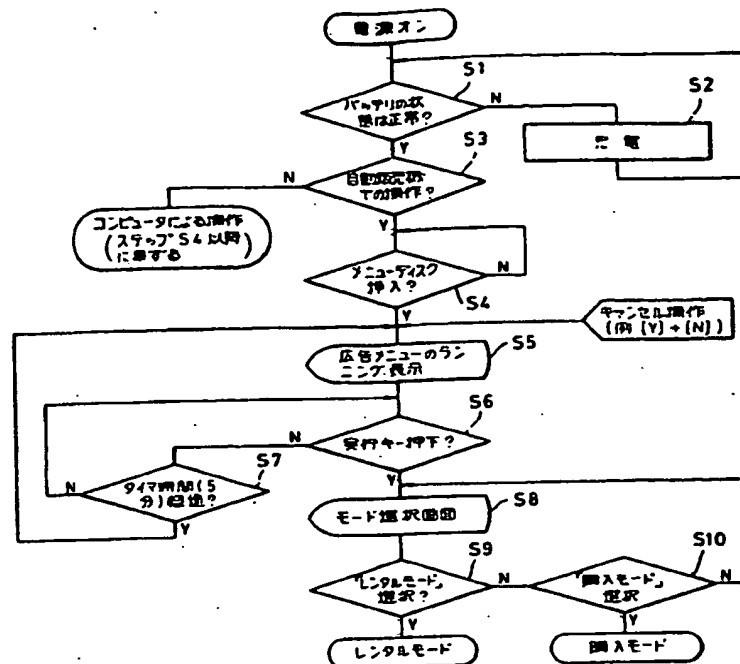 電源オン
S1
バッテリの状
態は正常?
N
S2
充電
Y
S3
自動販売機
での操作?
N
コンピュータによる操作
(ステップS4以降
に準する)
Y
メニューディスク
挿入?
N
S4
Y
キャンセル操作
(例 [Y]+[N])
広告メニューのラン
ニング表示
S5
S6
実行キー押下?
N
S7
タイマ時間(5
分)経過?
N
Y
Y
S8
モード選択画面
S9
「レンタルモード」
選択?
N
S10
「購入モード」
選択
N
Y
Y
レンタルモード
購入モード